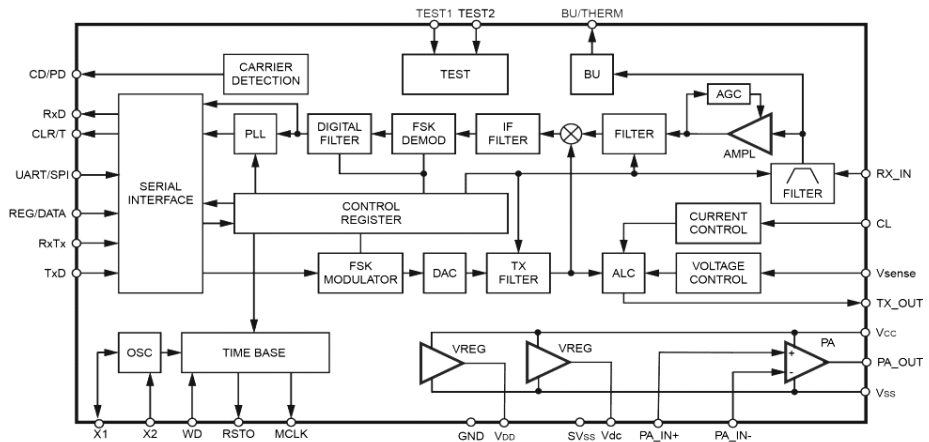 TEST1 TEST2 BU/THERM
CD/PD
CARRIER
DETECTION
TEST
BU
AGC
RxD
CLR/T
PLL
DIGITAL
FILTER
FSK
DEMOD
IF
FILTER
FILTER
AMPL
UART/SPI
SERIAL
INTERFACE
FILTER
RX_IN
REG/DATA
CONTROL
REGISTER
CURRENT
CONTROL
CL
RxTx
TxD
FSK
MODULATOR
DAC
TX
FILTER
ALC
VOLTAGE
CONTROL
Vsense
TX_OUT
OSC
TIME BASE
VREG
VREG
+
-
PA
VCC
PA_OUT
VSS
X1 X2 WD RSTO MCLK GND VDD SVSS Vdc PA_IN+ PA_IN-